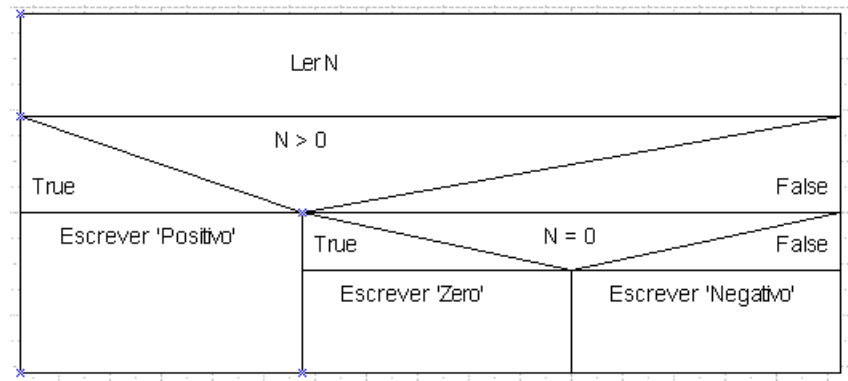 Ler N
N > 0
True
False
Escrever 'Positivo'
True
N = 0
False
Escrever 'Zero'
Escrever 'Negativo'